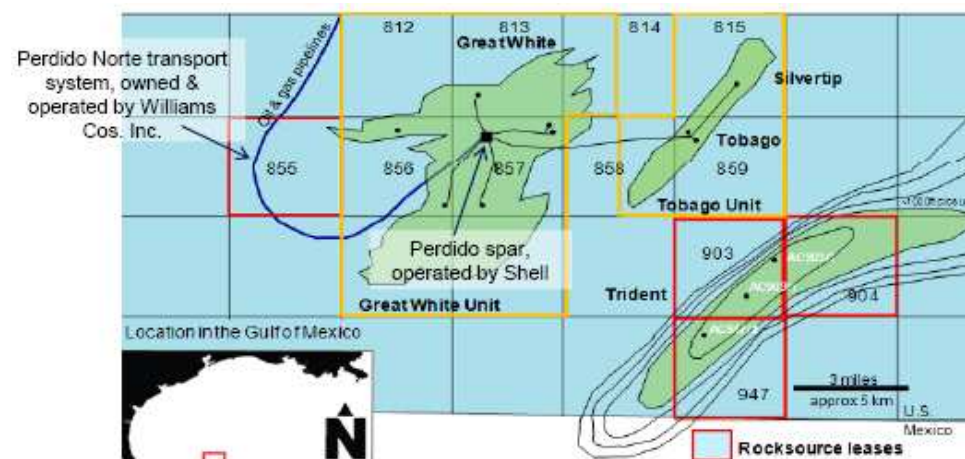 812 813 814 815
Great White
Silvertip
Perdido Norte transport
system, owned &
operated by Williams
Cos. Inc.
Oil & gas pipelines
Tobago
855 856 857 858 859
Tobago Unit
Perdido spar,
operated by Shell
903
Trident
904
Great White Unit
Location in the Gulf of Mexico
947
3 miles
approx 5 km
U.S.
Mexico
N
Rocksource leases